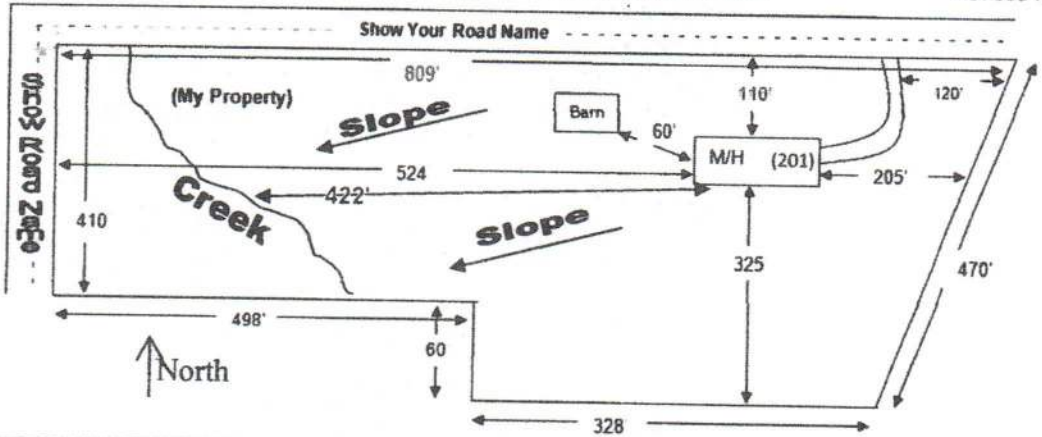 Show Your Road Name
Show Road Name
809'
(My Property)
Slope
Barn
110'
120'
60'
M/H (201)
524
205'
422'
Creek
410
Slope
325
470'
498'
60
North
328